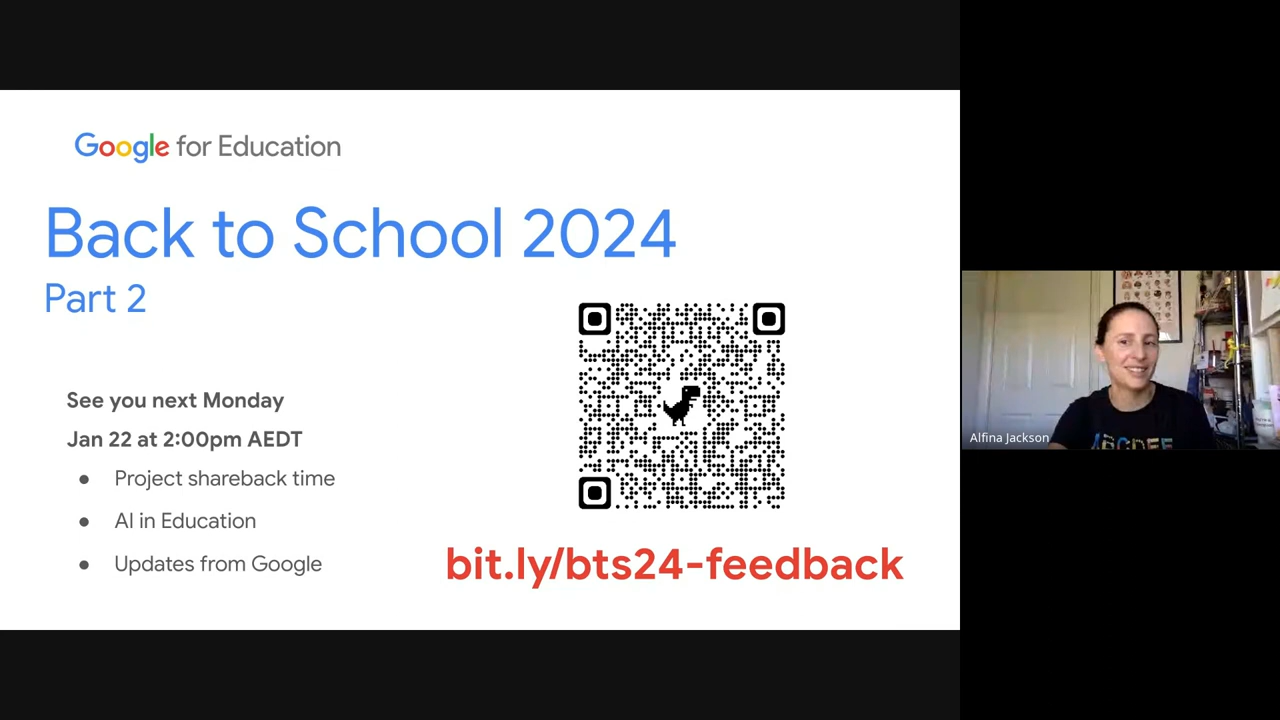 Google for Education
Back to School 2024
Part 2
See you next Monday
Jan 22 at 2:00pm AEDT
● Project shareback time
● AI in Education
● Updates from Google
bit.ly/bts24-feedback
Alfina Jackson
ABCDEF